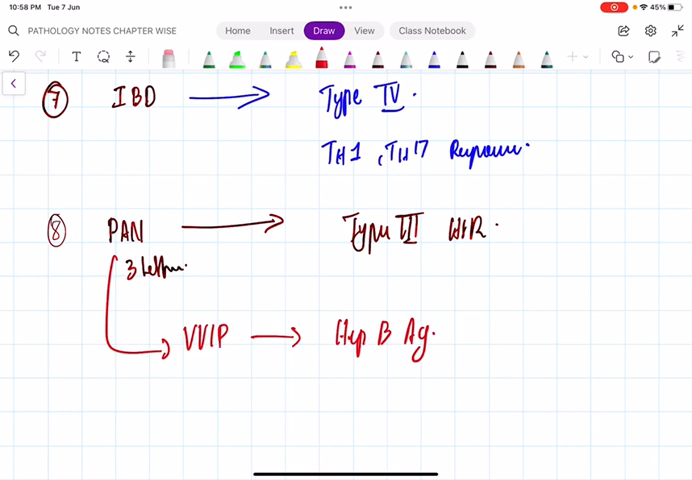 10:58 PM Tue 7 Jun
45%
PATHOLOGY NOTES CHAPTER WISE
Home Insert Draw View Class Notebook
7 IBD → Type IV.
TH1, TH17 Response.
8 PAN → Type III HSR.
3 letter.
VVIP → Hep B Ag.